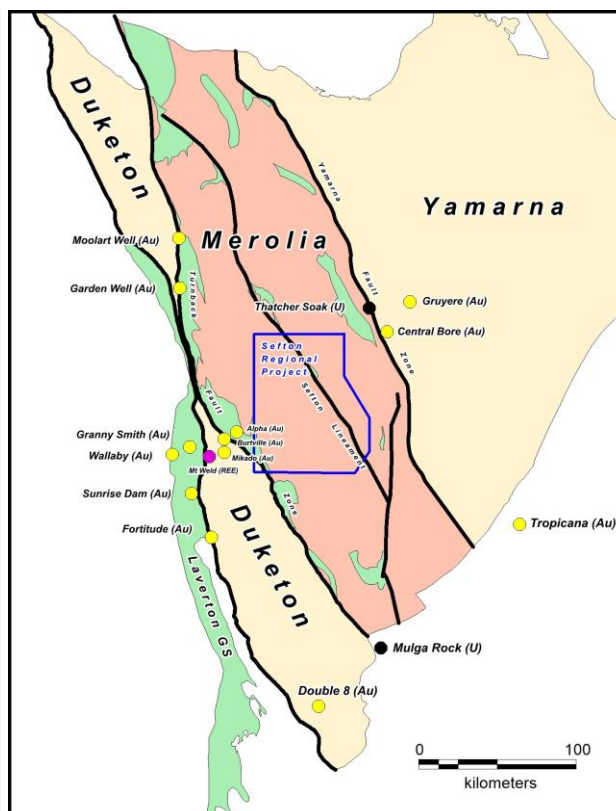 Duketon
Yamarna
Yamarna
Merolia
Moolart Well (Au)
Turnback
Garden Well (Au)
Thatcher Soak (U)
Fault
Gruyere (Au)
Central Bore (Au)
Zone
Sefton
Regional
Project
Sefton
Lineament
Fault
Alpha (Au)
Granny Smith (Au)
Burtville (Au)
Wallaby (Au)
Mikado (Au)
Mt Weld (REE)
Sunrise Dam (Au)
Zone
Fortitude (Au)
Tropicana (Au)
Duketon
Laverton GS
Mulga Rock (U)
Double 8 (Au)
0 100
kilometers